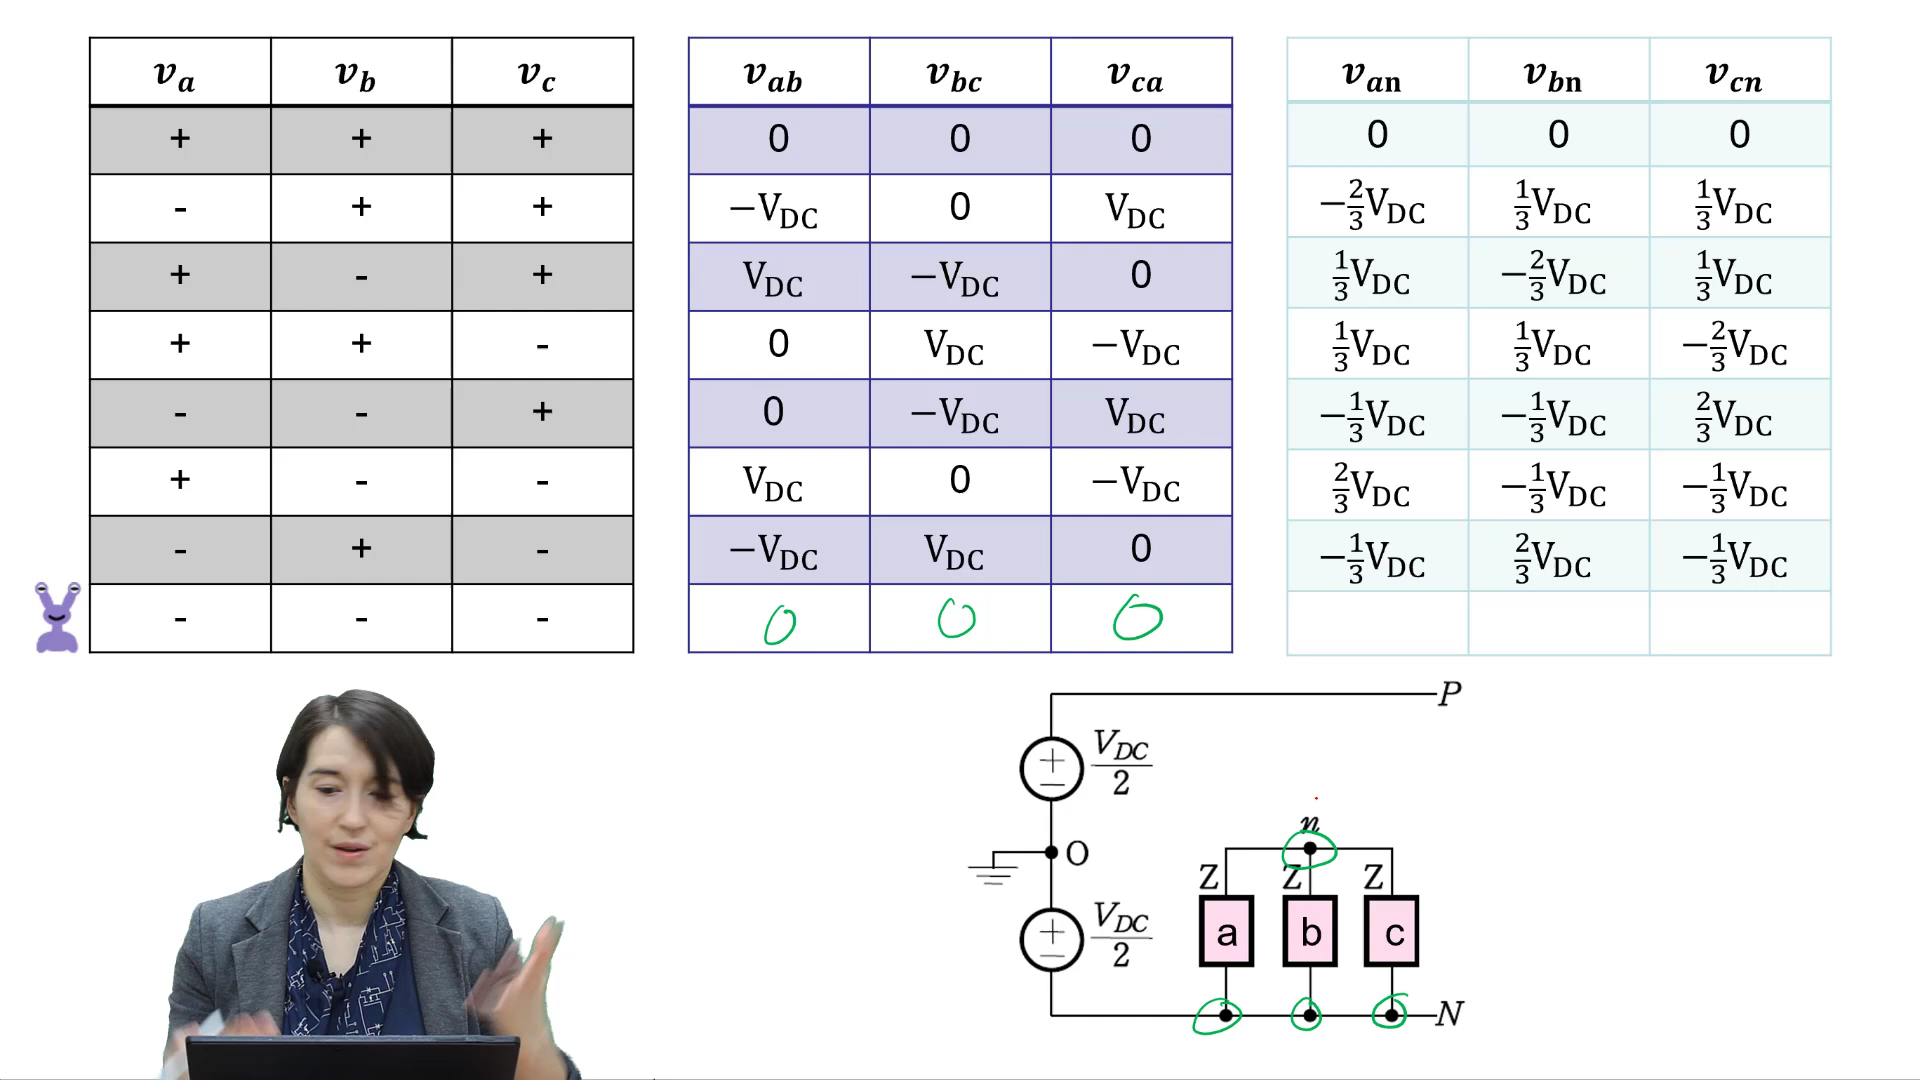 v_a v_b v_c
+ + +
- + +
+ - +
+ + -
- - +
+ - -
- + -
- - -
v_ab v_bc v_ca
0 0 0
−V_DC 0 V_DC
V_DC −V_DC 0
0 V_DC −V_DC
0 −V_DC V_DC
V_DC 0 −V_DC
−V_DC V_DC 0
0 0 0
v_an v_bn v_cn
0 0 0
−2/3V_DC 1/3V_DC 1/3V_DC
1/3V_DC −2/3V_DC 1/3V_DC
1/3V_DC 1/3V_DC −2/3V_DC
−1/3V_DC −1/3V_DC 2/3V_DC
2/3V_DC −1/3V_DC −1/3V_DC
−1/3V_DC 2/3V_DC −1/3V_DC
P
+ − V_DC/2
n
O
Z Z Z
+ − V_DC/2
a b c
N